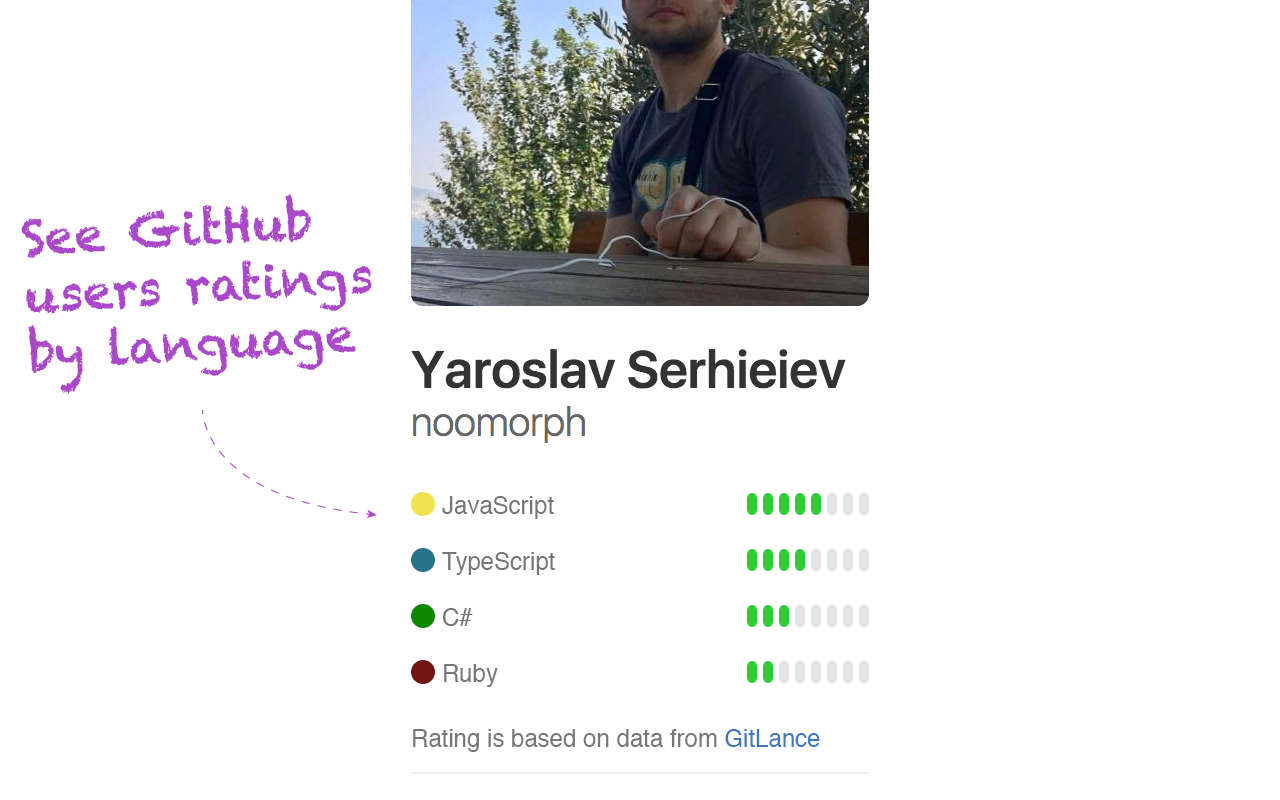 See GitHub
users ratings
by language
Yaroslav Serhieiev
noomorph
JavaScript
TypeScript
C#
Ruby
Rating is based on data from GitLance